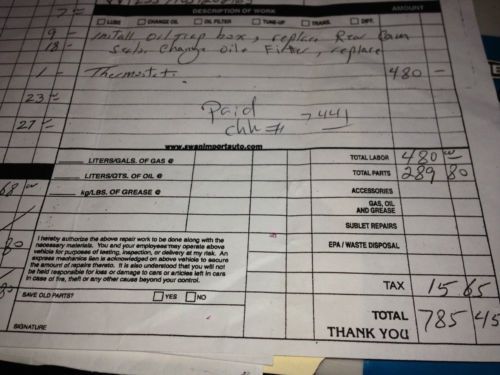 DESCRIPTION OF WORK AMOUNT
LUBE CHANGE OIL OIL FILTER TUNE-UP TRANS. DIFF.
9 - Install Oil Trap box, replace Rear
18 - Seal. Change Oil + Filter, replace
1 - Thermostat. 480 -
23
27
Paid
chk # 7441
www.swanimportauto.com
LITERS/GALS. OF GAS @ TOTAL LABOR 480
LITERS/QTS. OF OIL @ TOTAL PARTS 289 80
kg/LBS. OF GREASE @ ACCESSORIES
GAS, OIL
AND GREASE
SUBLET REPAIRS
EPA / WASTE DISPOSAL
I hereby authorize the above repair work to be done along with the
necessary materials. You and your employees may operate above
vehicle for purposes of testing, inspection, or delivery at my risk. An
express mechanics lien is acknowledged on above vehicle to secure
the amount of repairs thereto. It is also understood that you will not
be held responsible for loss or damage to cars or articles left in cars
in case of fire, theft or any other cause beyond your control.
TAX 15 65
SAVE OLD PARTS? YES NO
TOTAL 785 45
THANK YOU
SIGNATURE